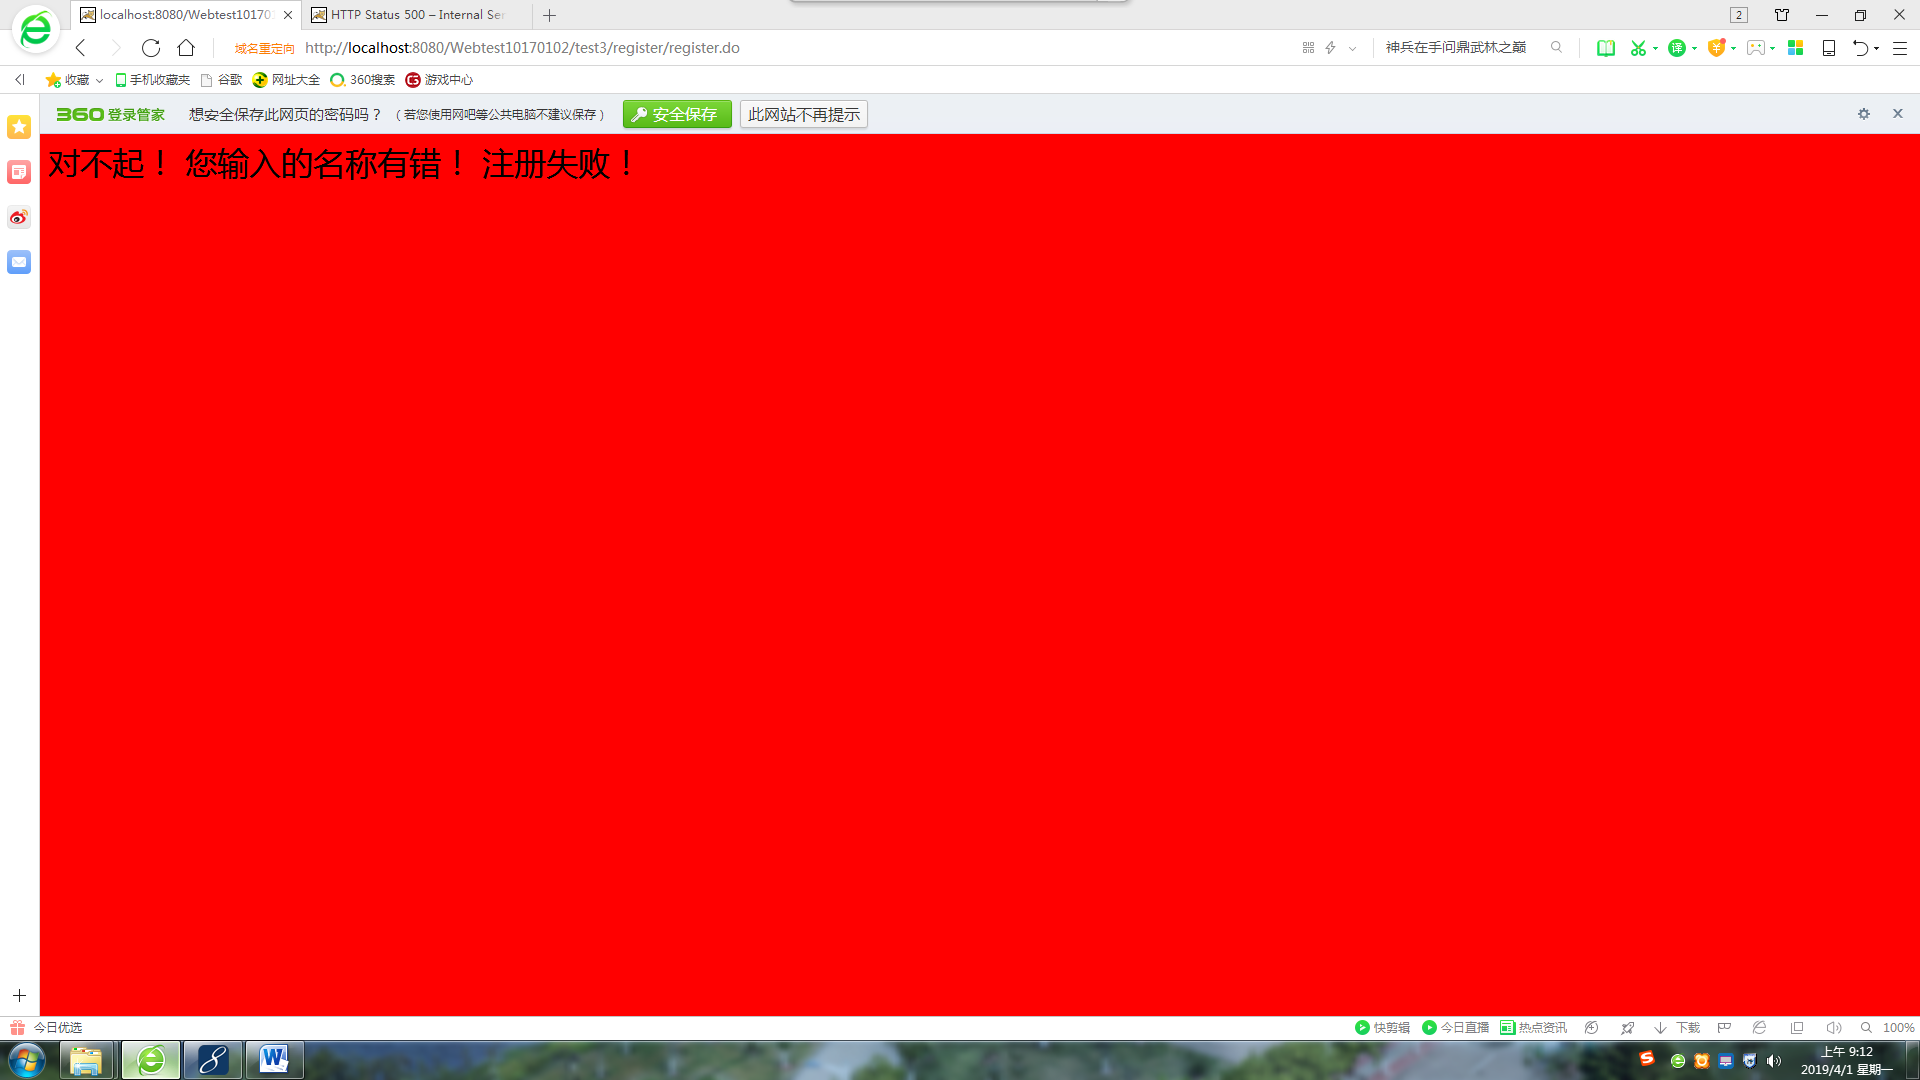 localhost:8080/Webtest10170
HTTP Status 500 – Internal Ser
2
域名重定向 http://localhost:8080/Webtest10170102/test3/register/register.do
神兵在手问鼎武林之巅
译
收藏 手机收藏夹 谷歌 网址大全 360搜索 游戏中心
360 登录管家 想安全保存此网页的密码吗？（若您使用网吧等公共电脑不建议保存） 安全保存 此网站不再提示
对不起！ 您输入的名称有错！ 注册失败！
今日优选
快剪辑 今日直播 热点资讯 下载 100%
上午 9:12
2019/4/1 星期一